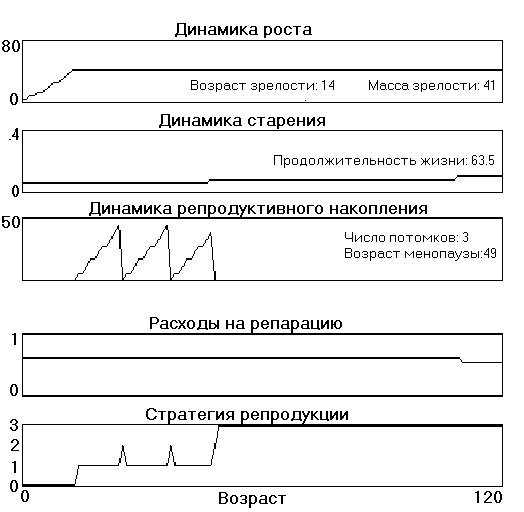 Динамика роста
80
Возраст зрелости: 14 Масса зрелости: 41
0
Динамика старения
.4
Продолжительность жизни: 63.5
0
Динамика репродуктивного накопления
50
Число потомков: 3
Возраст менопаузы:49
Расходы на репарацию
1
0
Стратегия репродукции
3
2
1
0
0 Возраст 120